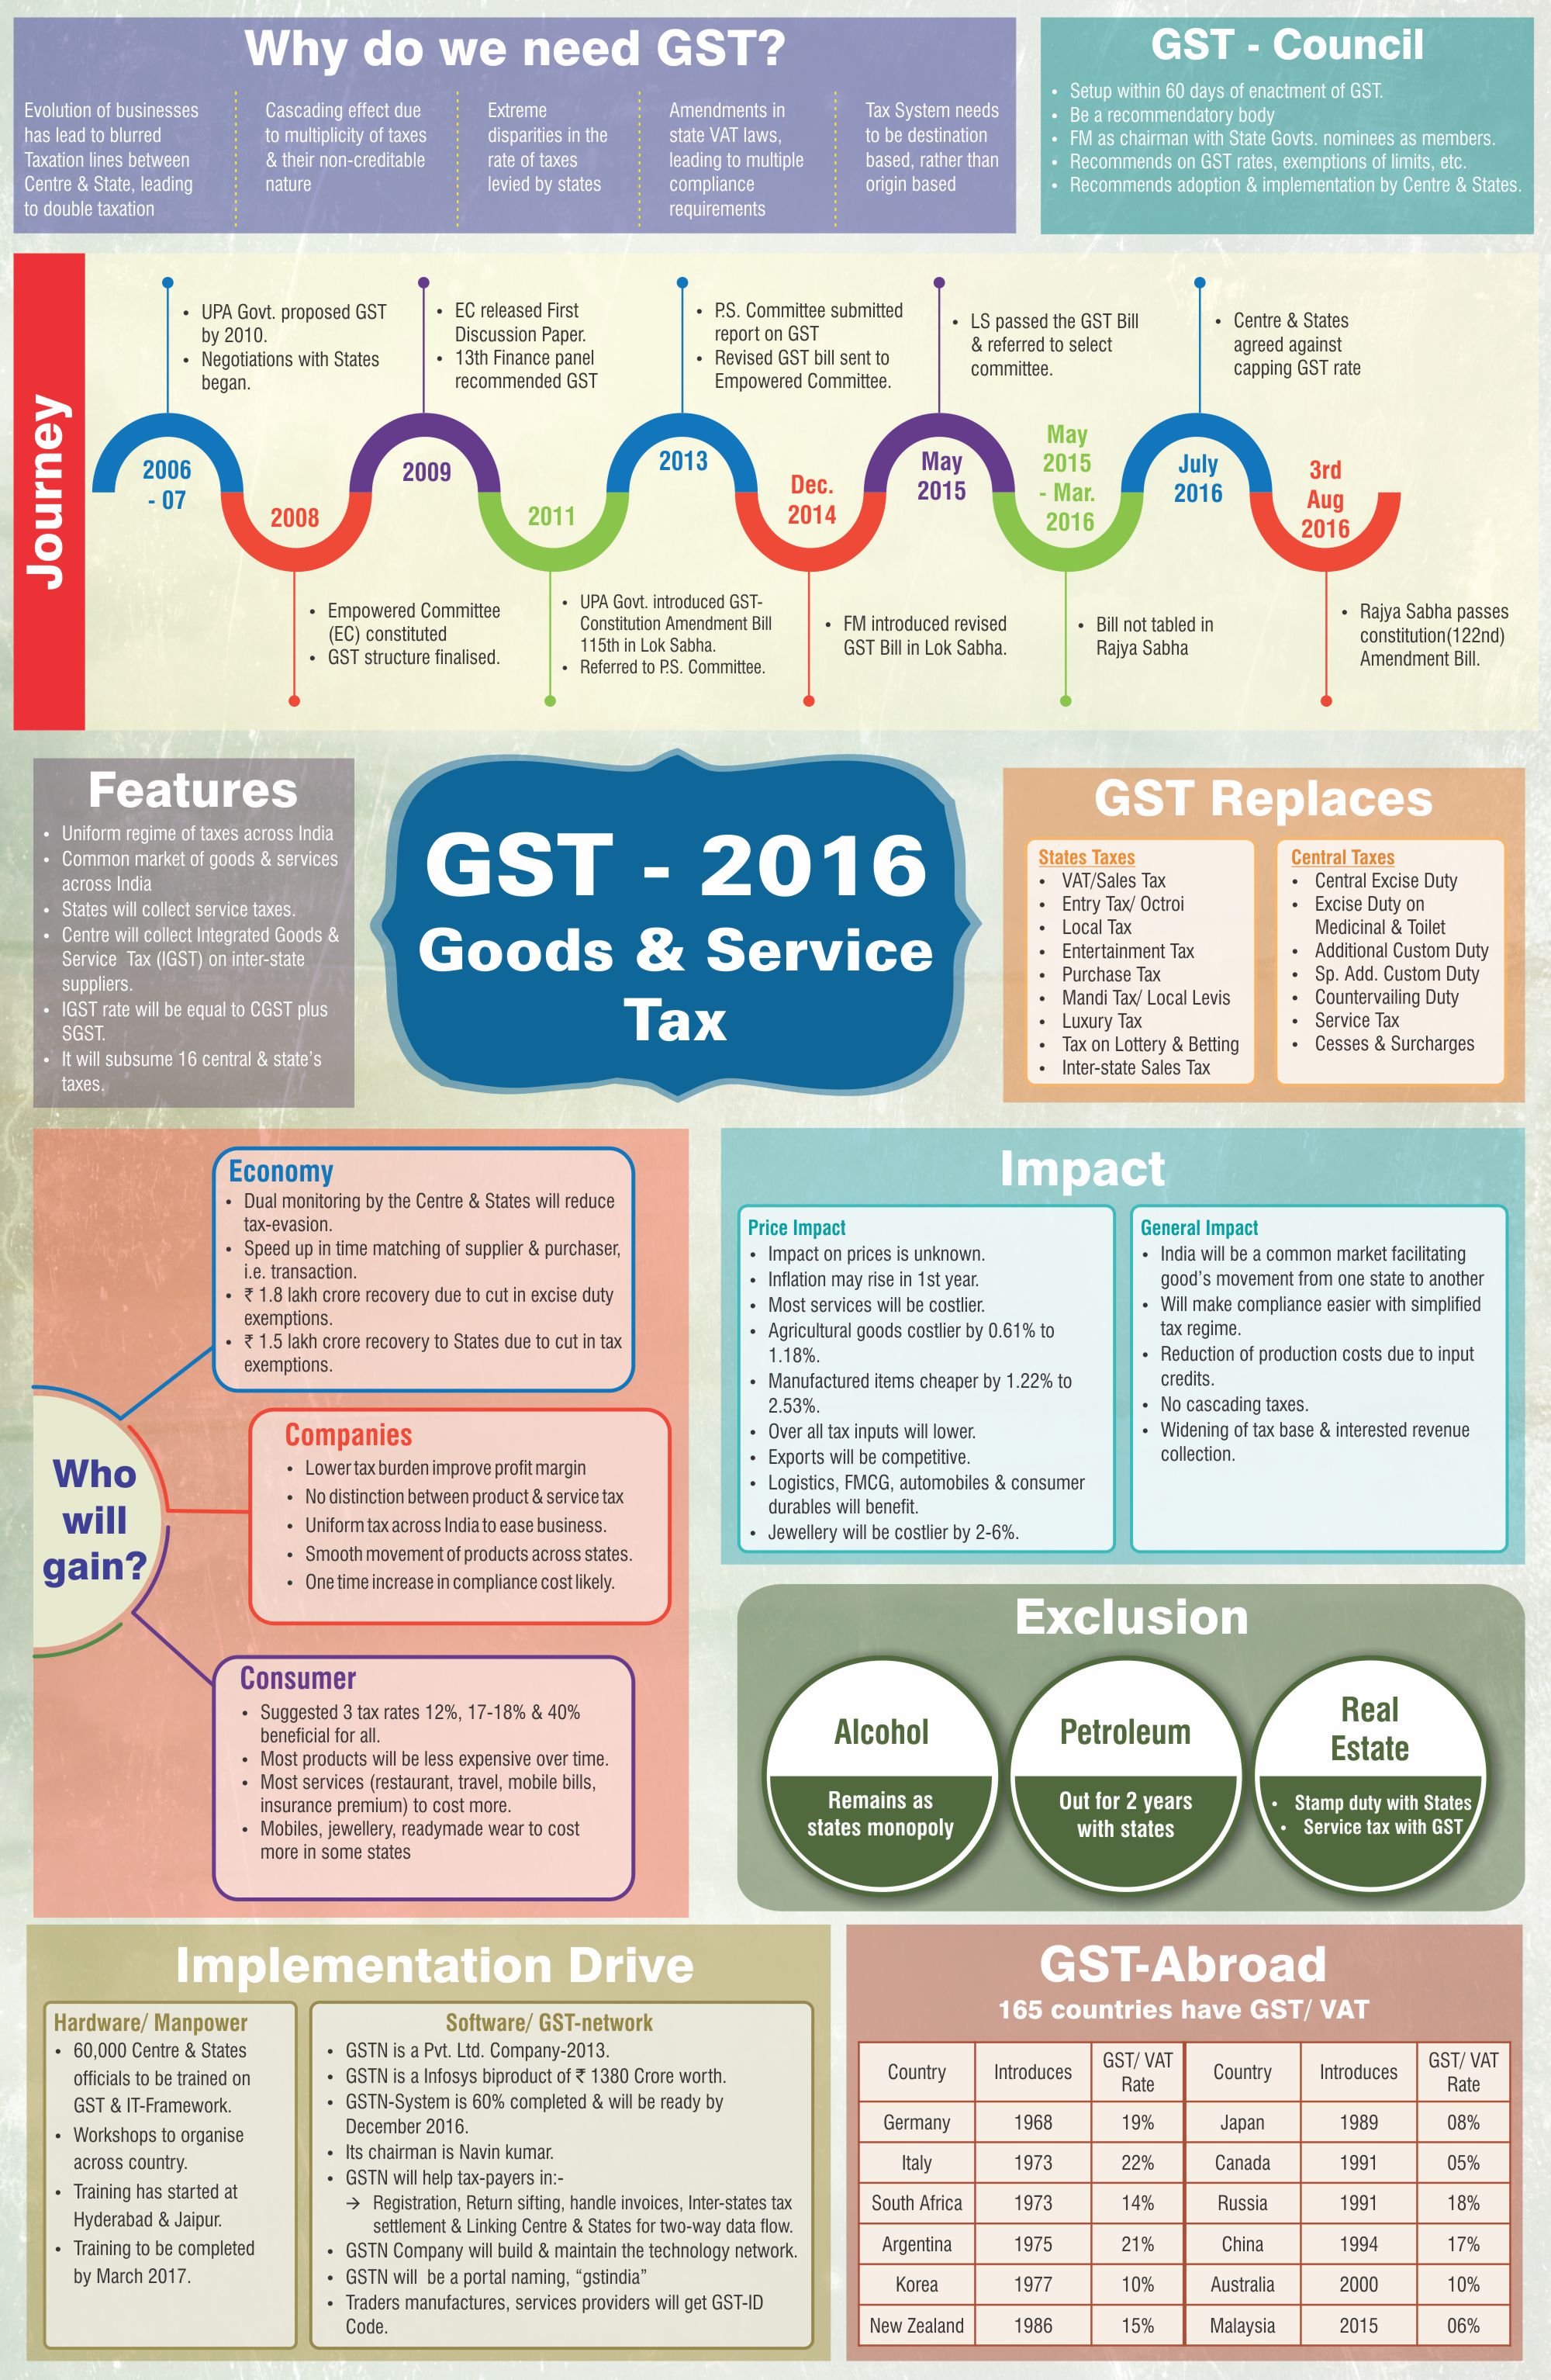 Why do we need GST?
Evolution of businesses
has lead to blurred
Taxation lines between
Centre & State, leading
to double taxation
Cascading effect due
to multiplicity of taxes
& their non-creditable
nature
Extreme
disparities in the
rate of taxes
levied by states
Amendments in
state VAT laws,
leading to multiple
compliance
requirements
Tax System needs
to be destination
based, rather than
origin based
GST - Council
• Setup within 60 days of enactment of GST.
• Be a recommendatory body
• FM as chairman with State Govts. nominees as members.
• Recommends on GST rates, exemptions of limits, etc.
• Recommends adoption & implementation by Centre & States.
Journey
2006
- 07
• UPA Govt. proposed GST
by 2010.
• Negotiations with States
began.
2008
• Empowered Committee
(EC) constituted
• GST structure finalised.
2009
• EC released First
Discussion Paper.
• 13th Finance panel
recommended GST
2011
• UPA Govt. introduced GST-
Constitution Amendment Bill
115th in Lok Sabha.
• Referred to P.S. Committee.
2013
• P.S. Committee submitted
report on GST
• Revised GST bill sent to
Empowered Committee.
Dec.
2014
• FM introduced revised
GST Bill in Lok Sabha.
May
2015
• LS passed the GST Bill
& referred to select
committee.
May
2015
- Mar.
2016
• Bill not tabled in
Rajya Sabha
July
2016
• Centre & States
agreed against
capping GST rate
3rd
Aug
2016
• Rajya Sabha passes
constitution(122nd)
Amendment Bill.
Features
• Uniform regime of taxes across India
• Common market of goods & services
across India
• States will collect service taxes.
• Centre will collect Integrated Goods &
Service Tax (IGST) on inter-state
suppliers.
• IGST rate will be equal to CGST plus
SGST.
• It will subsume 16 central & state's
taxes.
GST - 2016
Goods & Service
Tax
GST Replaces
States Taxes
• VAT/Sales Tax
• Entry Tax/ Octroi
• Local Tax
• Entertainment Tax
• Purchase Tax
• Mandi Tax/ Local Levis
• Luxury Tax
• Tax on Lottery & Betting
• Inter-state Sales Tax
Central Taxes
• Central Excise Duty
• Excise Duty on
Medicinal & Toilet
• Additional Custom Duty
• Sp. Add. Custom Duty
• Countervailing Duty
• Service Tax
• Cesses & Surcharges
Who
will
gain?
Economy
• Dual monitoring by the Centre & States will reduce
tax-evasion.
• Speed up in time matching of supplier & purchaser,
i.e. transaction.
• ₹ 1.8 lakh crore recovery due to cut in excise duty
exemptions.
• ₹ 1.5 lakh crore recovery to States due to cut in tax
exemptions.
Companies
• Lower tax burden improve profit margin
• No distinction between product & service tax
• Uniform tax across India to ease business.
• Smooth movement of products across states.
• One time increase in compliance cost likely.
Consumer
• Suggested 3 tax rates 12%, 17-18% & 40%
beneficial for all.
• Most products will be less expensive over time.
• Most services (restaurant, travel, mobile bills,
insurance premium) to cost more.
• Mobiles, jewellery, readymade wear to cost
more in some states
Impact
Price Impact
• Impact on prices is unknown.
• Inflation may rise in 1st year.
• Most services will be costlier.
• Agricultural goods costlier by 0.61% to
1.18%.
• Manufactured items cheaper by 1.22% to
2.53%.
• Over all tax inputs will lower.
• Exports will be competitive.
• Logistics, FMCG, automobiles & consumer
durables will benefit.
• Jewellery will be costlier by 2-6%.
General Impact
• India will be a common market facilitating
good's movement from one state to another
• Will make compliance easier with simplified
tax regime.
• Reduction of production costs due to input
credits.
• No cascading taxes.
• Widening of tax base & interested revenue
collection.
Exclusion
Alcohol
Remains as
states monopoly
Petroleum
Out for 2 years
with states
Real
Estate
• Stamp duty with States
• Service tax with GST
Implementation Drive
Hardware/ Manpower
• 60,000 Centre & States
officials to be trained on
GST & IT-Framework.
• Workshops to organise
across country.
• Training has started at
Hyderabad & Jaipur.
• Training to be completed
by March 2017.
Software/ GST-network
• GSTN is a Pvt. Ltd. Company-2013.
• GSTN is a Infosys biproduct of ₹ 1380 Crore worth.
• GSTN-System is 60% completed & will be ready by
December 2016.
• Its chairman is Navin kumar.
• GSTN will help tax-payers in:-
→ Registration, Return sifting, handle invoices, Inter-states tax
settlement & Linking Centre & States for two-way data flow.
• GSTN Company will build & maintain the technology network.
• GSTN will be a portal naming, “gstindia”
• Traders manufactures, services providers will get GST-ID
Code.
GST-Abroad
165 countries have GST/ VAT
Country Introduces GST/ VAT Rate Country Introduces GST/ VAT Rate
Germany 1968 19% Japan 1989 08%
Italy 1973 22% Canada 1991 05%
South Africa 1973 14% Russia 1991 18%
Argentina 1975 21% China 1994 17%
Korea 1977 10% Australia 2000 10%
New Zealand 1986 15% Malaysia 2015 06%